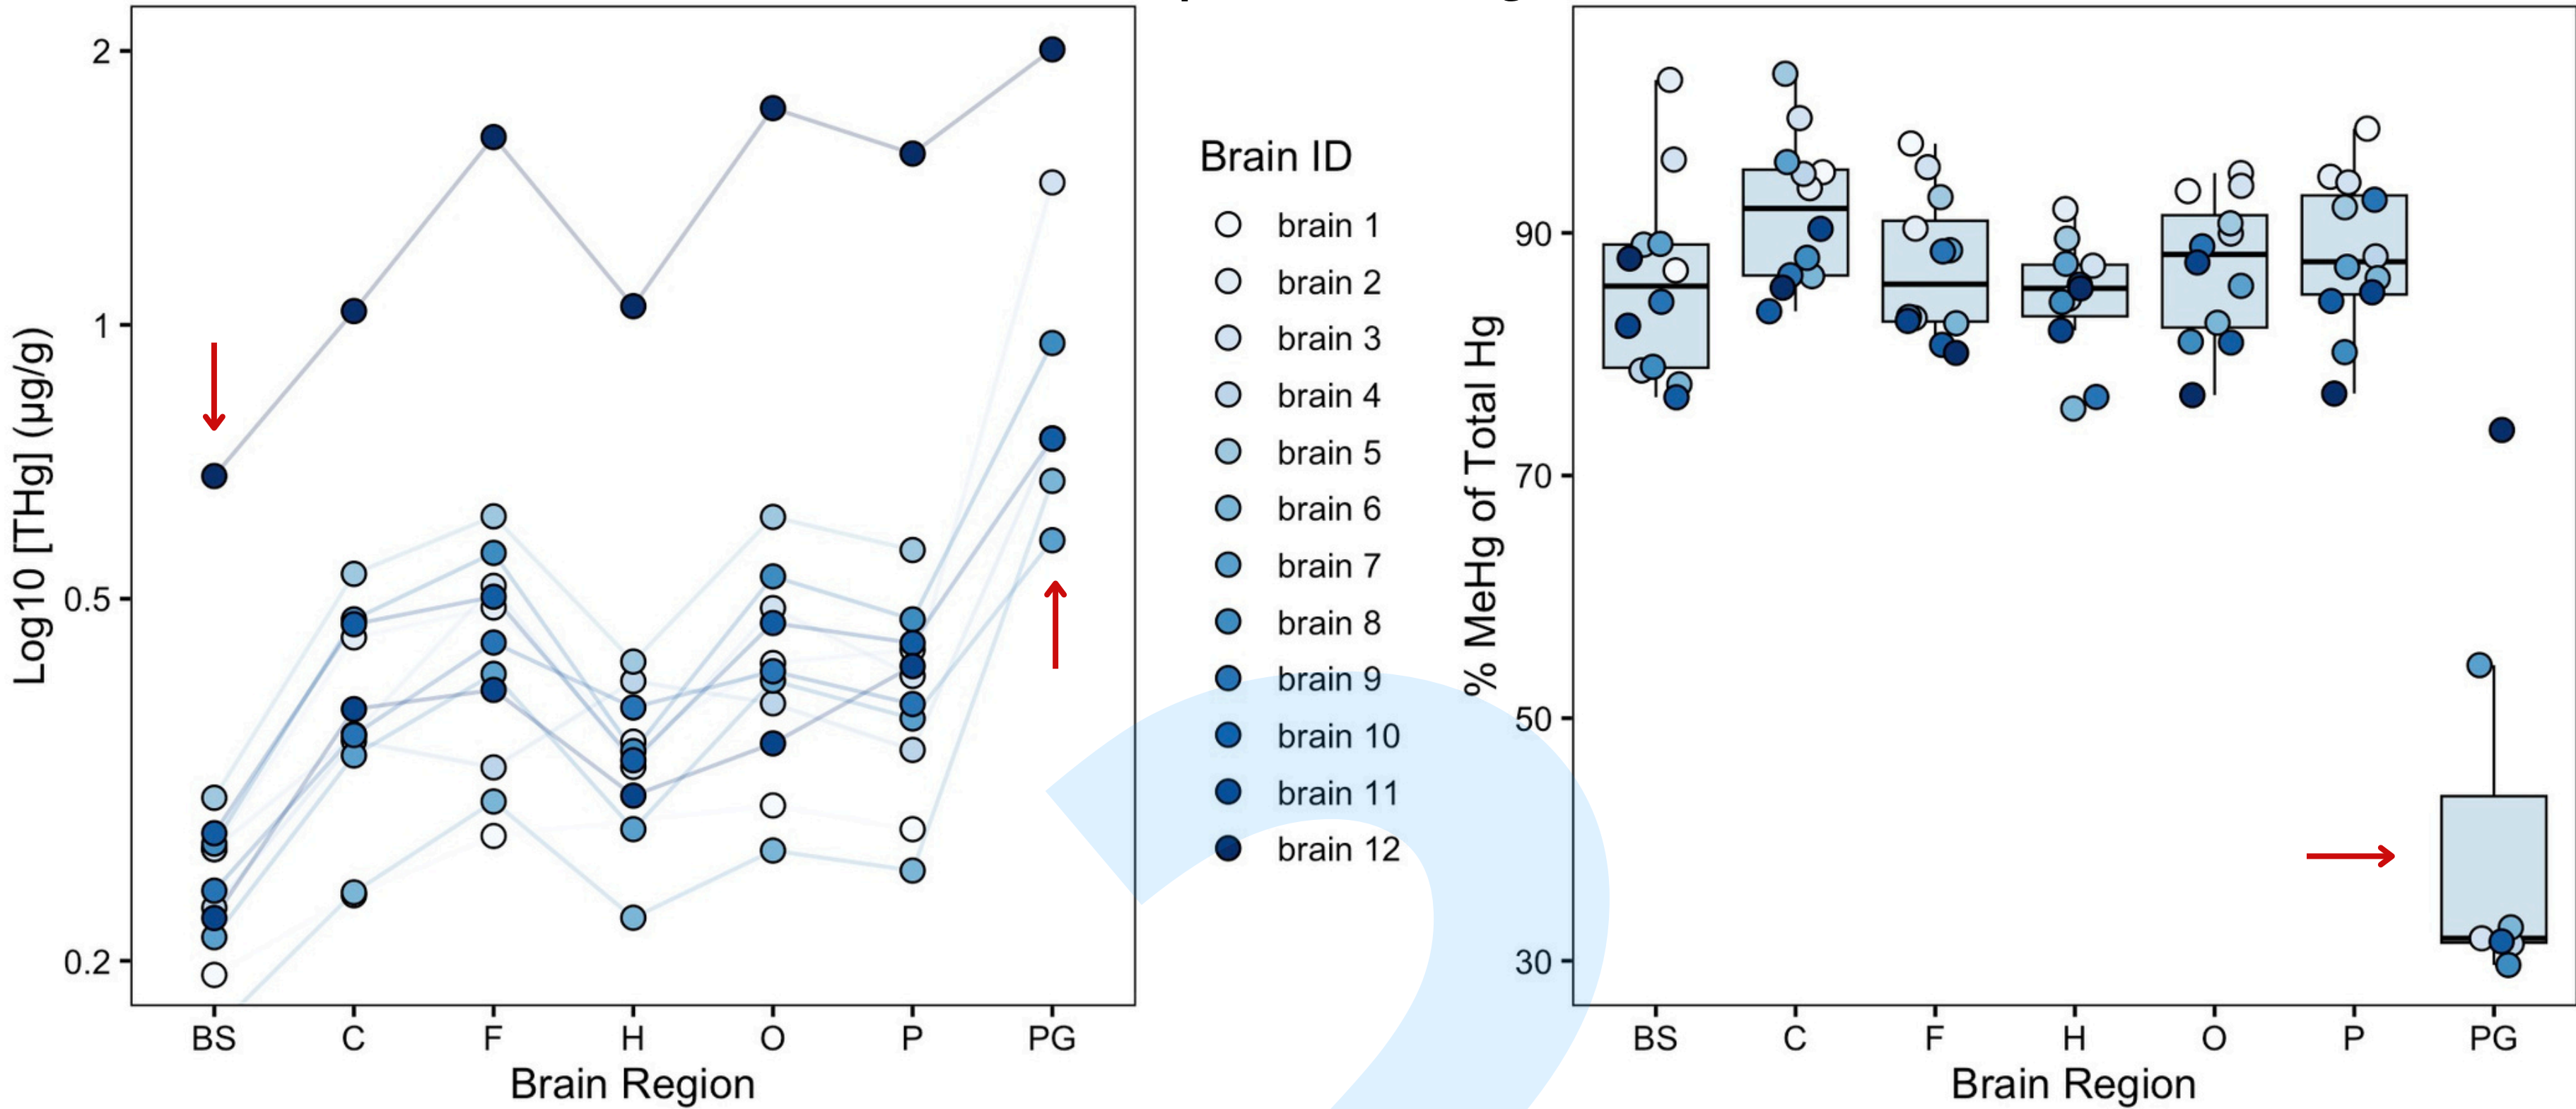 Log10 [THg] (µg/g)
2
1
0.5
0.2
BS C F H O P PG
Brain Region
Brain ID
brain 1
brain 2
brain 3
brain 4
brain 5
brain 6
brain 7
brain 8
brain 9
brain 10
brain 11
brain 12
% MeHg of Total Hg
90
70
50
30
BS C F H O P PG
Brain Region